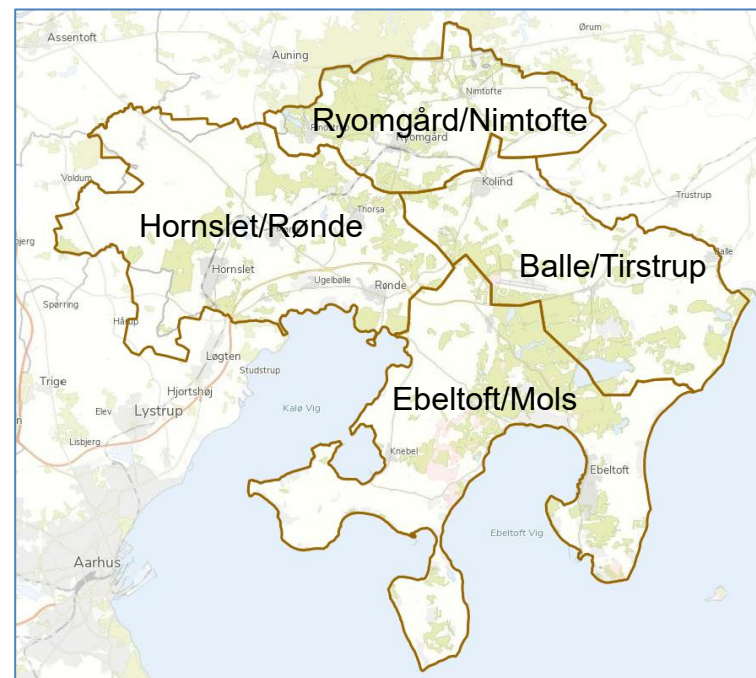 Assentoft
Ørum
Auning
Nimtofte
Ryomgård/Nimtofte
Ryomgård
Voldum
Kolind
Trustrup
Thorsa
Hornslet/Rønde
Hornslet
Balle
Balle/Tirstrup
Ugelbølle
Rønde
Spørring
Hårup
Løgten
Studstrup
Trige
Hjortshøj
Ebeltoft/Mols
Elev
Lystrup
Kalø Vig
Lisbjerg
Knebel
Ebeltoft
Ebeltoft Vig
Aarhus